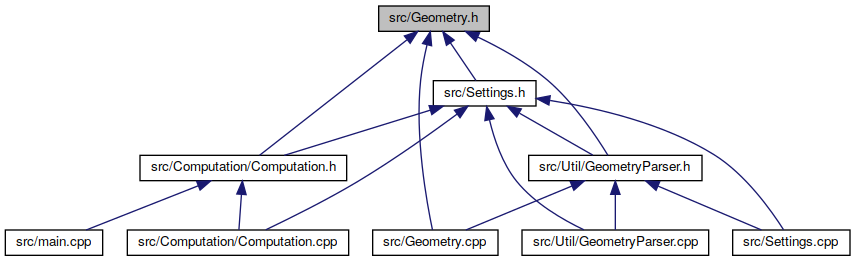 src/Geometry.h
src/Settings.h
src/Computation/Computation.h
src/Util/GeometryParser.h
src/main.cpp
src/Computation/Computation.cpp
src/Geometry.cpp
src/Util/GeometryParser.cpp
src/Settings.cpp